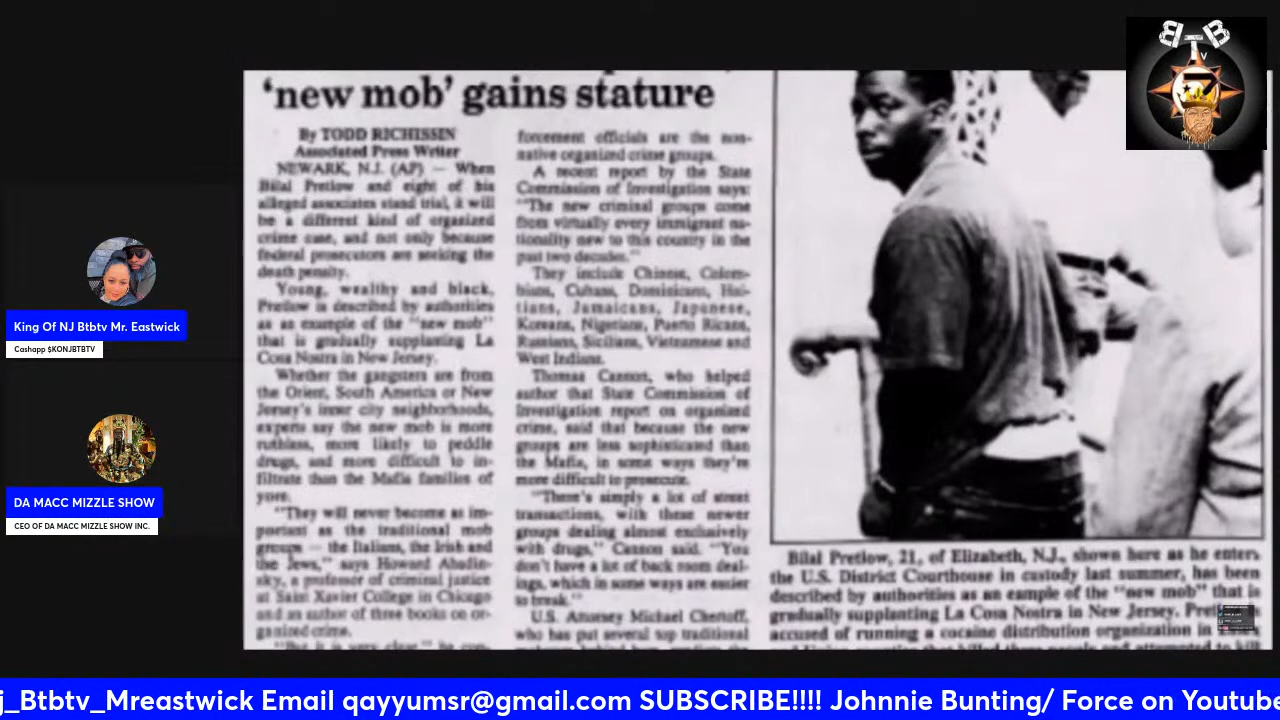 'new mob' gains stature
By TODD RICHISSIN
Associated Press Writer
NEWARK, N.J. (AP) — When
Bilal Pretlow and eight of his
alleged associates stand trial, it will
be a different kind of organized
crime case, and not only because
federal prosecutors are seeking the
death penalty.
Young, wealthy and black,
Pretlow is described by authorities
as an example of the "new mob"
that is gradually supplanting La
Cosa Nostra in New Jersey.
Whether the gangsters are from
the Orient, South America or New
Jersey's inner city neighborhoods,
experts say the new mob is more
ruthless, more likely to peddle
drugs, and more difficult to in-
filtrate than the Mafia families of
yore.
"They will never become as im-
portant as the traditional mob
groups — the Italians, the Irish and
the Jews," says Howard Abadin-
sky, a professor of criminal justice
at Saint Xavier College in Chicago
and an author of three books on or-
ganized crime.
"But it is very clear," he con-
forcement officials are the non-
native organized crime groups.
A recent report by the State
Commission of Investigation says:
"The new criminal groups come
from virtually every immigrant na-
tionality new to this country in the
past two decades."
They include Chinese, Colom-
bians, Cubans, Dominicans, Hai-
tians, Jamaicans, Japanese,
Koreans, Nigerians, Puerto Ricans,
Russians, Sicilians, Vietnamese and
West Indians.
Thomas Cannon, who helped
author that State Commission of
Investigation report on organized
crime, said that because the new
groups are less sophisticated than
the Mafia, in some ways they're
more difficult to prosecute.
"There's simply a lot of street
transactions, with these newer
groups dealing almost exclusively
with drugs," Cannon said. "You
don't have a lot of back room deal-
ings, which in some ways are easier
to break."
U.S. Attorney Michael Chertoff,
who has put several top traditional
Bilal Pretlow, 21, of Elizabeth, N.J., shown here as he enters
the U.S. District Courthouse in custody last summer, has been
described by authorities as an eample of the "new mob" that is
gradually supplanting La Cosa Nostra in New Jersey.
accused of running a cocaine distribution organization in
BTB
TV
King Of NJ Btbtv Mr. Eastwick
Cashapp $KONJBTBTV
DA MACC MIZZLE SHOW
CEO OF DA MACC MIZZLE SHOW INC.
j_Btbtv_Mreastwick Email qayyumsr@gmail.com SUBSCRIBE!!!! Johnnie Bunting/ Force on Youtube